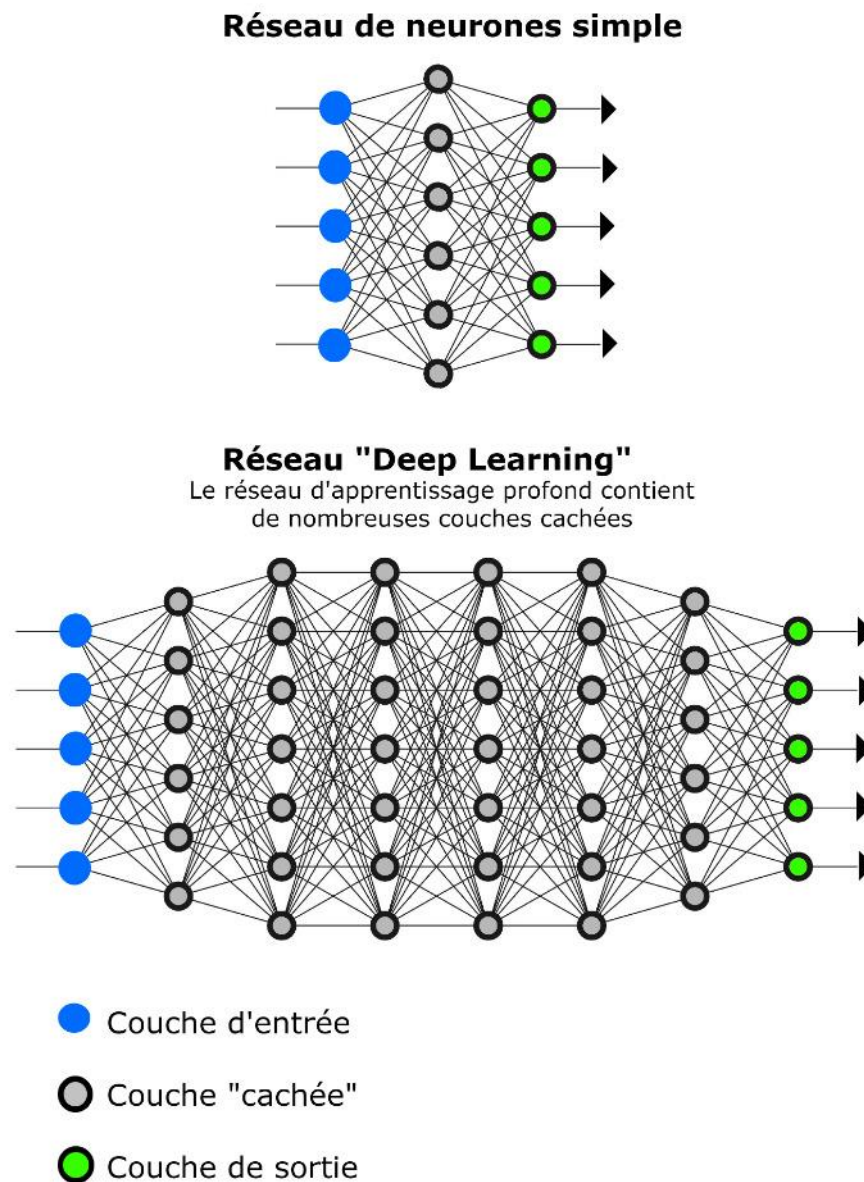 Réseau de neurones simple
Réseau "Deep Learning"
Le réseau d'apprentissage profond contient
de nombreuses couches cachées
Couche d'entrée
Couche "cachée"
Couche de sortie